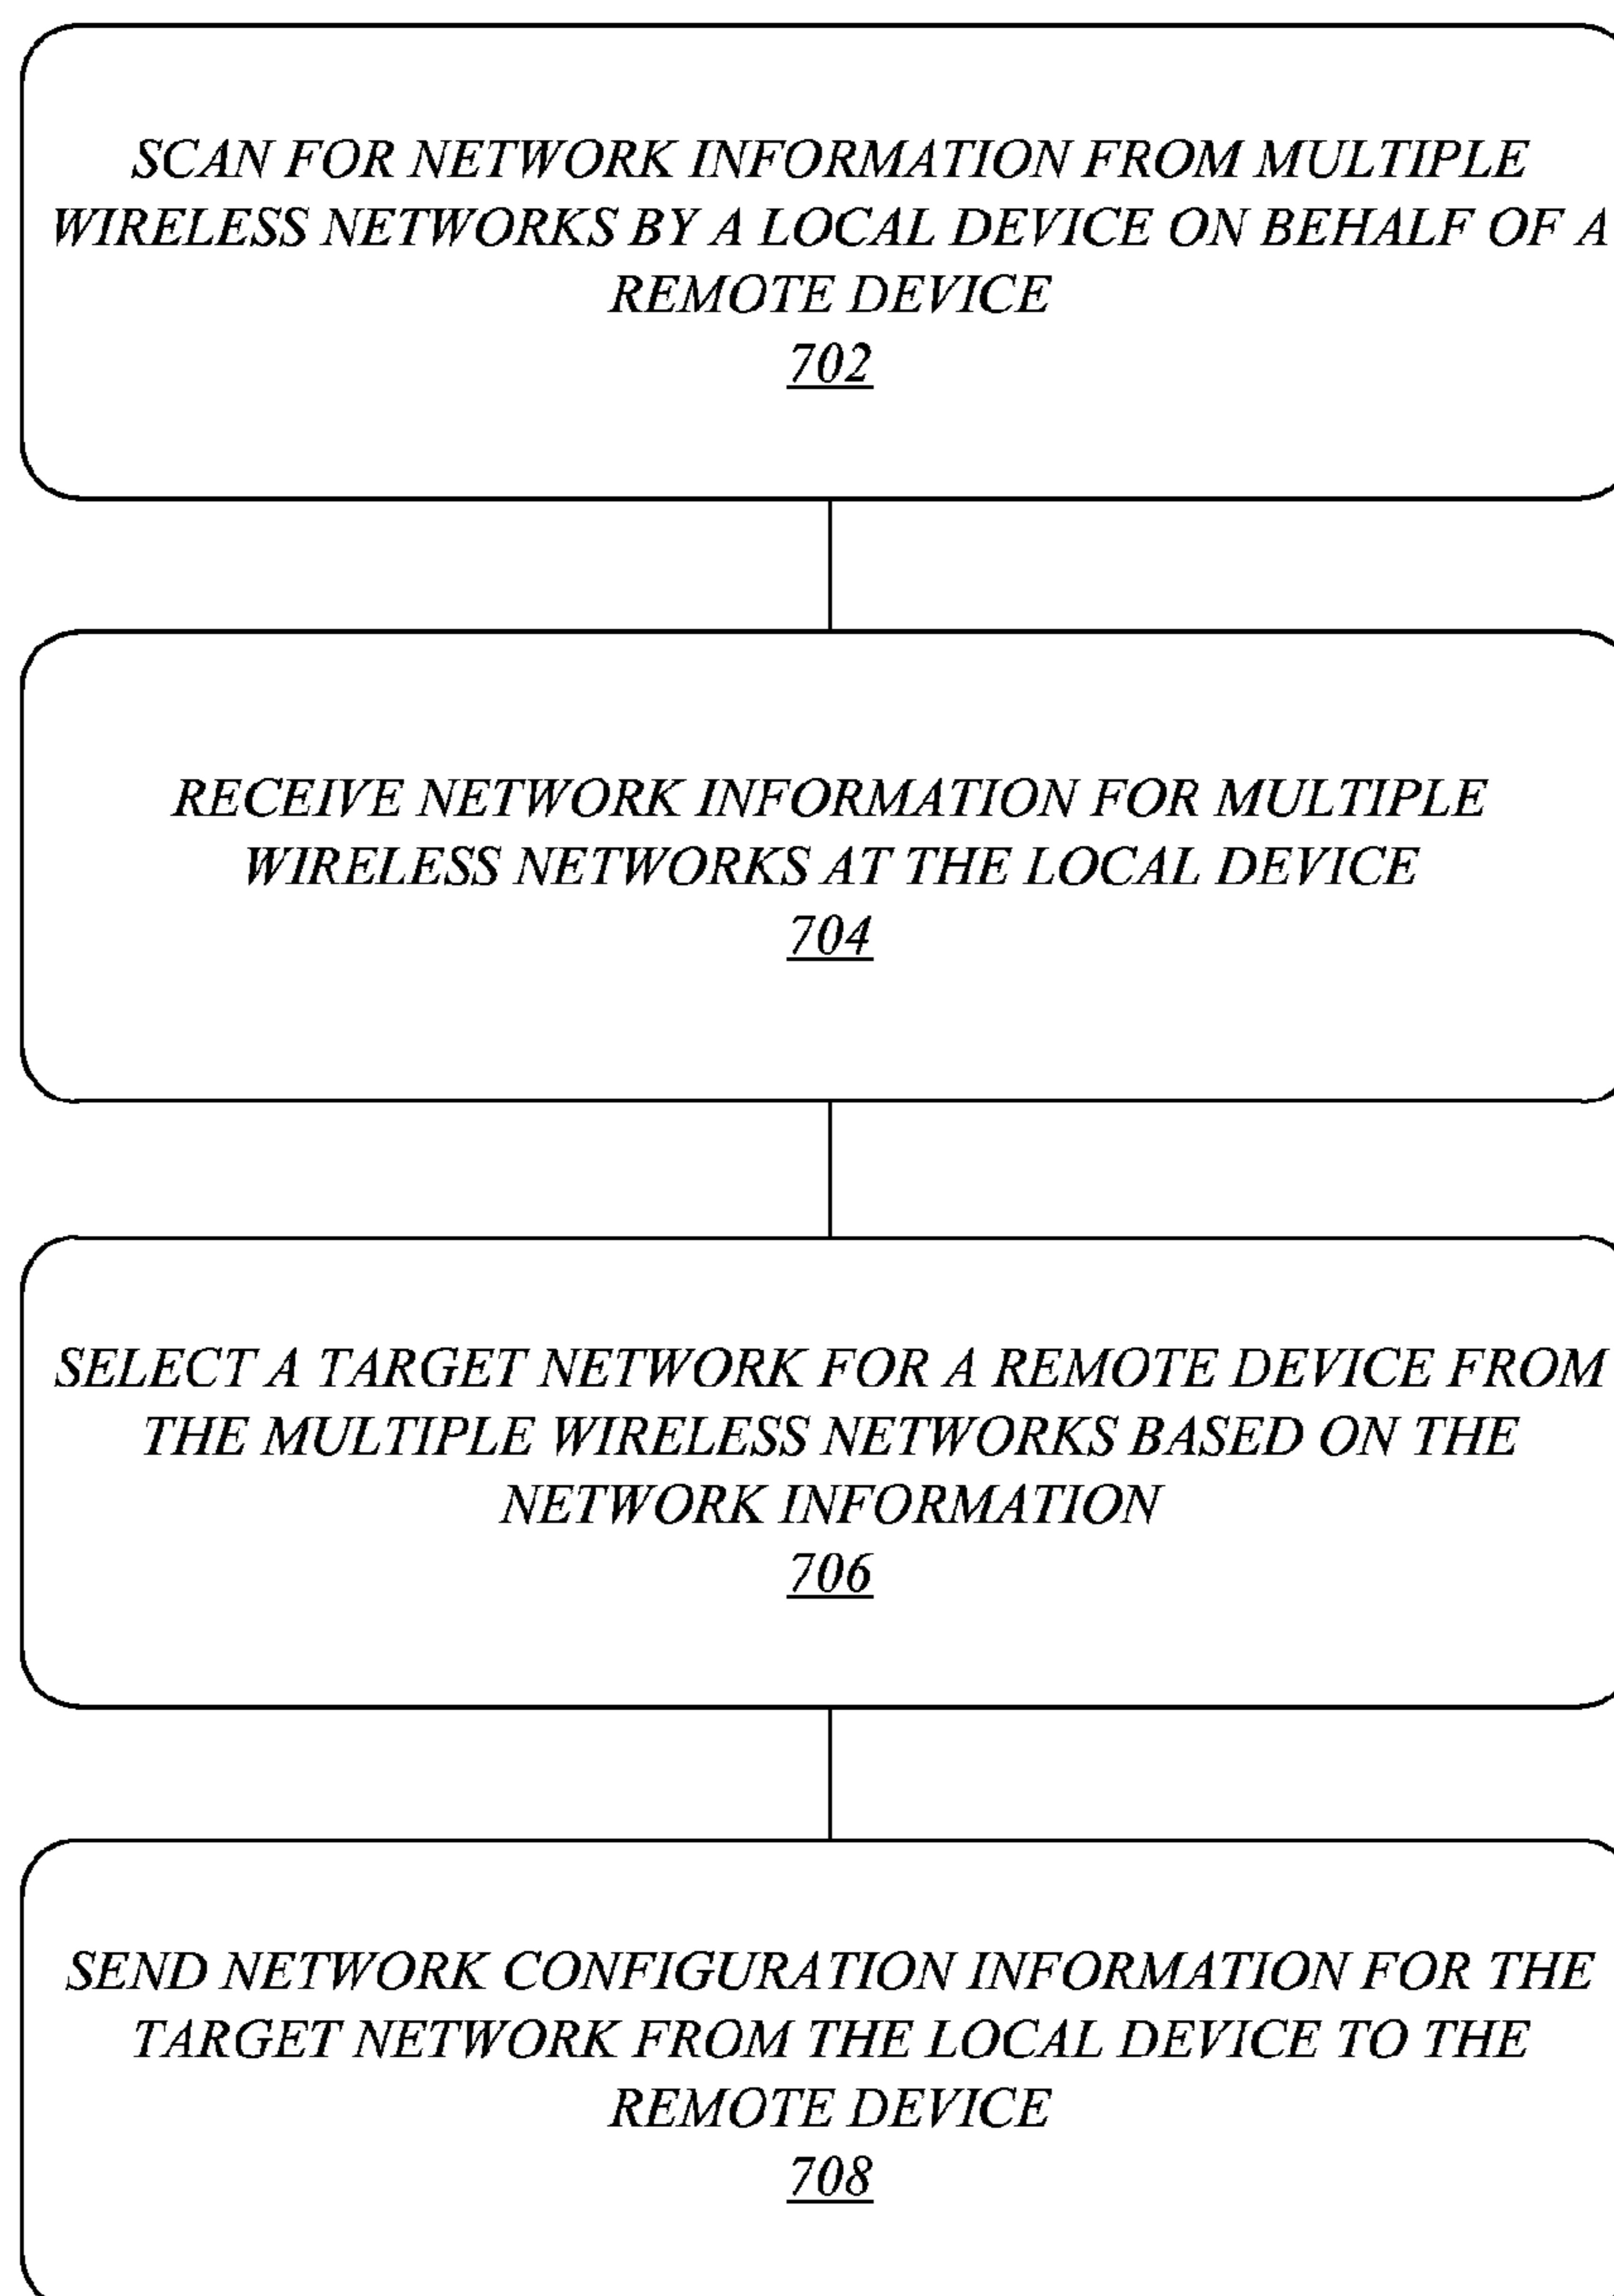 SCAN FOR NETWORK INFORMATION FROM MULTIPLE
WIRELESS NETWORKS BY A LOCAL DEVICE ON BEHALF OF A
REMOTE DEVICE
702
RECEIVE NETWORK INFORMATION FOR MULTIPLE
WIRELESS NETWORKS AT THE LOCAL DEVICE
704
SELECT A TARGET NETWORK FOR A REMOTE DEVICE FROM
THE MULTIPLE WIRELESS NETWORKS BASED ON THE
NETWORK INFORMATION
706
SEND NETWORK CONFIGURATION INFORMATION FOR THE
TARGET NETWORK FROM THE LOCAL DEVICE TO THE
REMOTE DEVICE
708